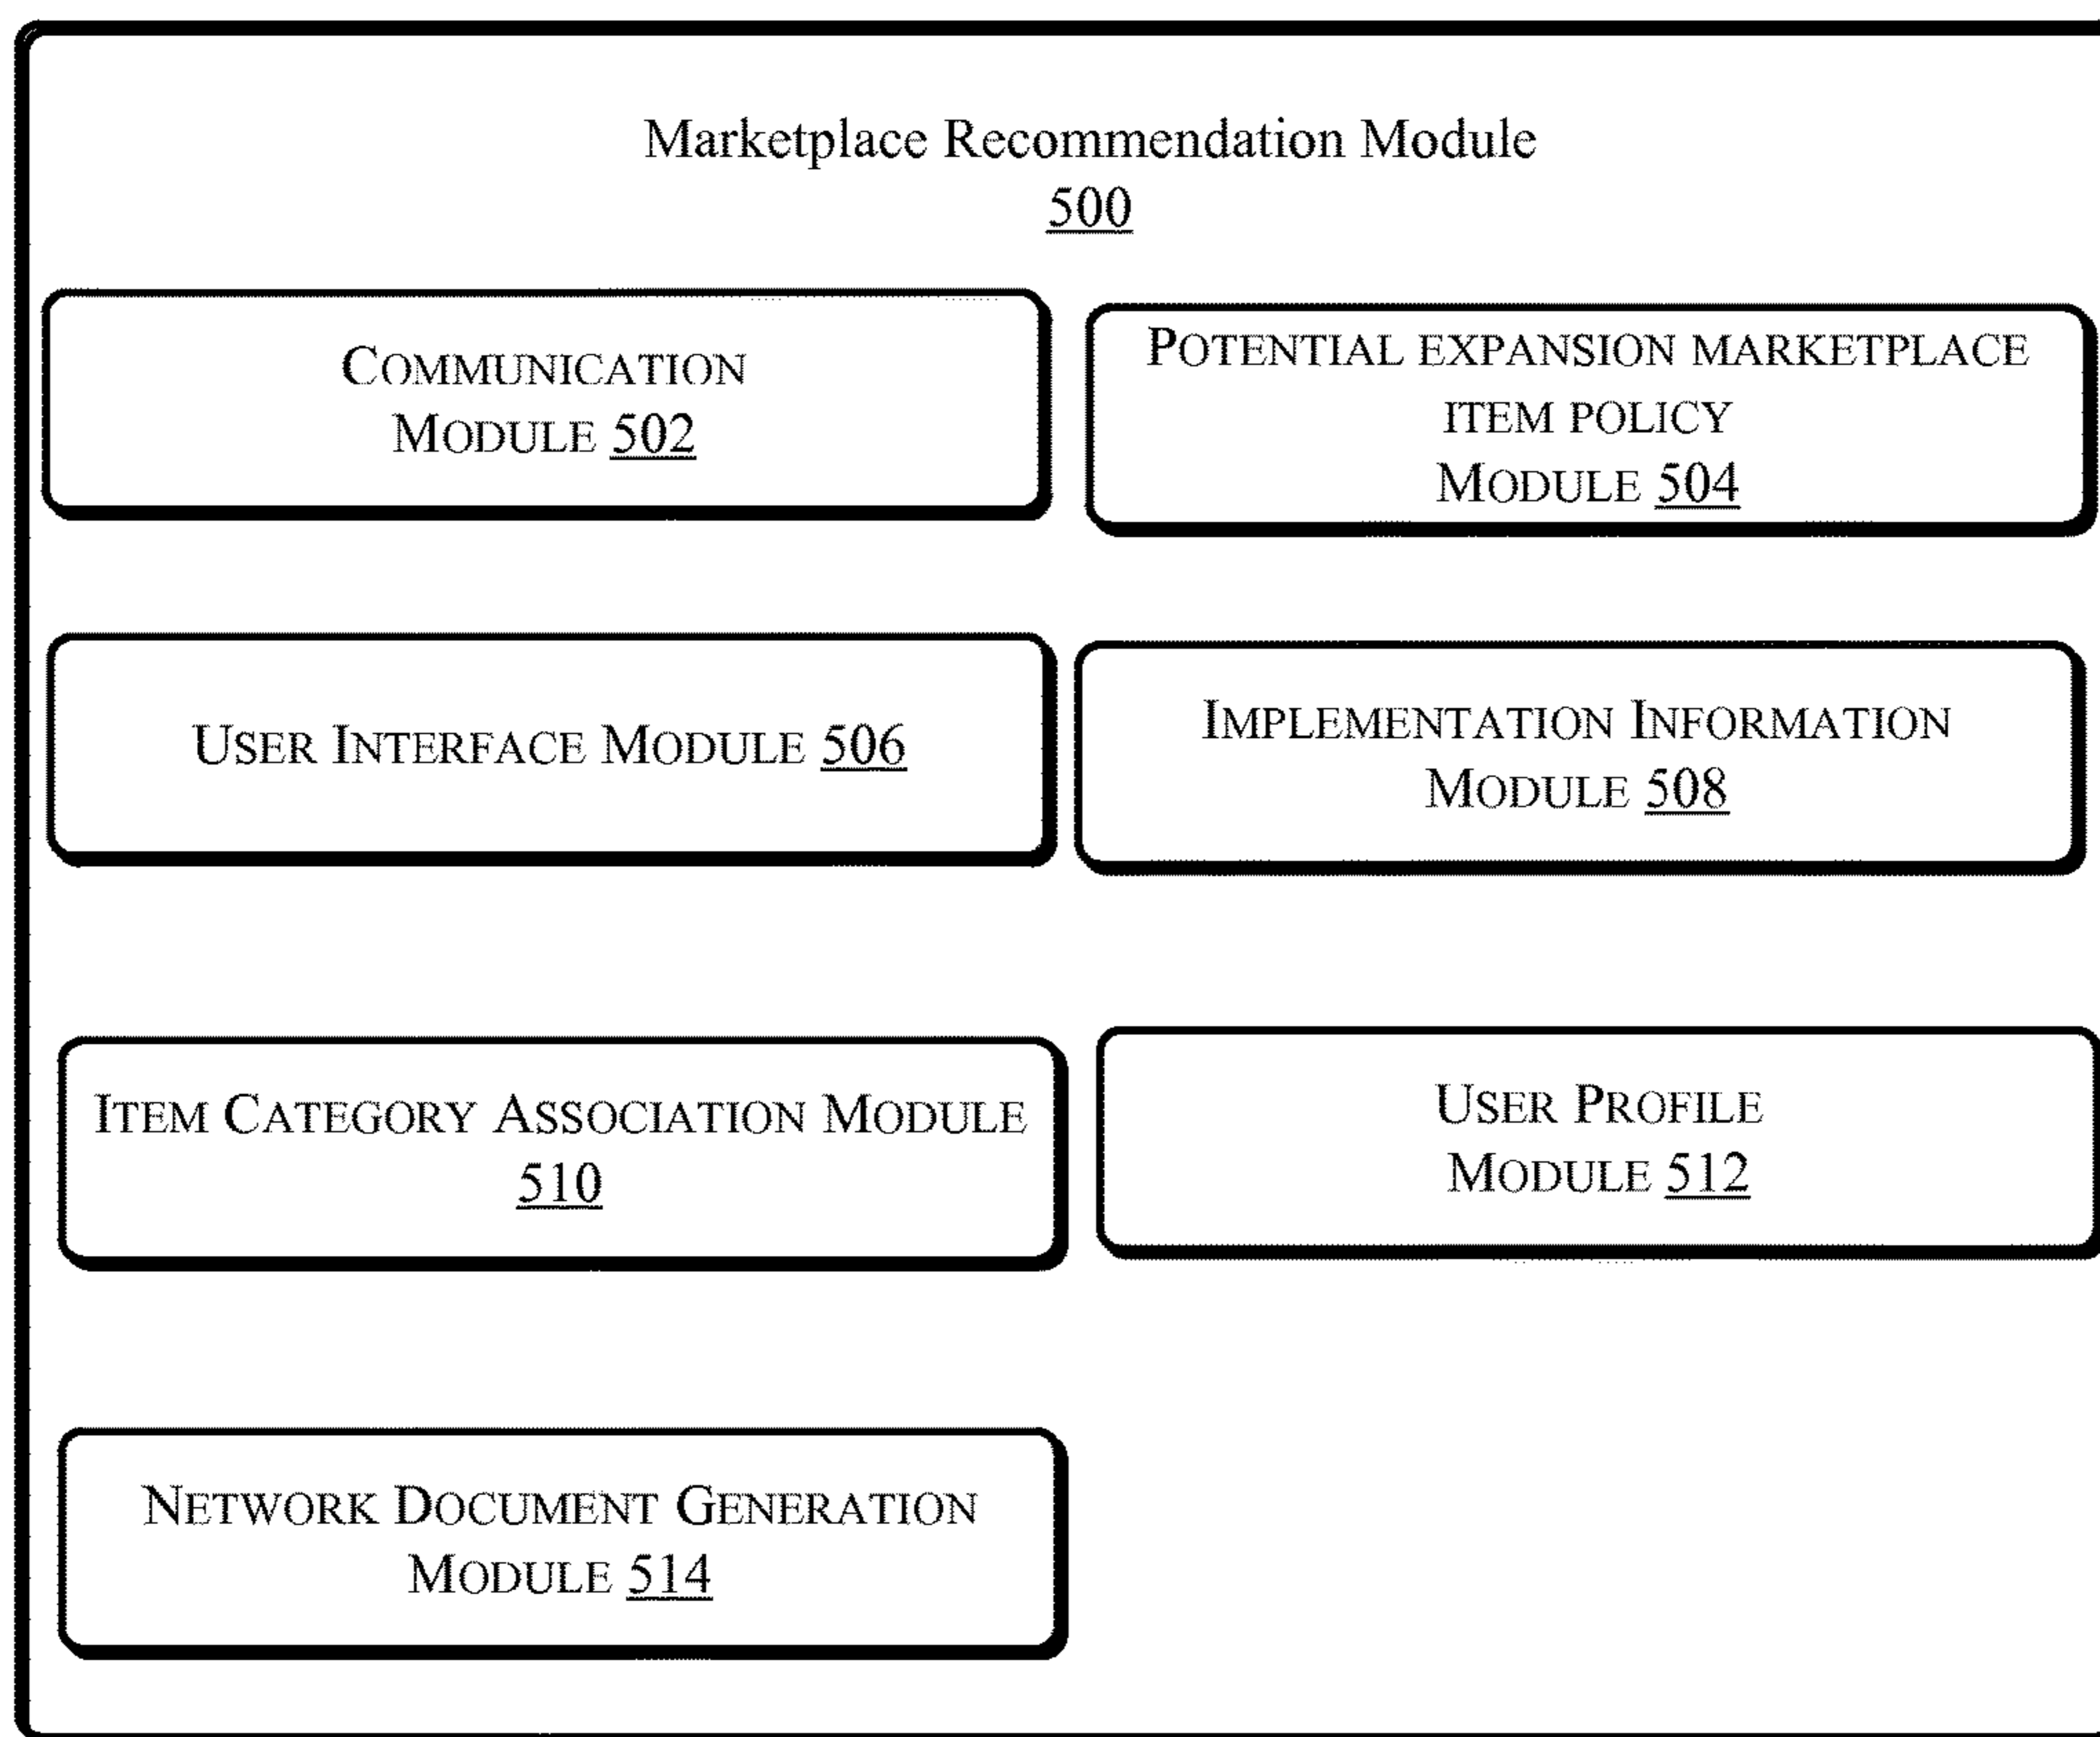 Marketplace Recommendation Module
500
COMMUNICATION
MODULE 502
POTENTIAL EXPANSION MARKETPLACE
ITEM POLICY
MODULE 504
USER INTERFACE MODULE 506
IMPLEMENTATION INFORMATION
MODULE 508
ITEM CATEGORY ASSOCIATION MODULE
510
USER PROFILE
MODULE 512
NETWORK DOCUMENT GENERATION
MODULE 514